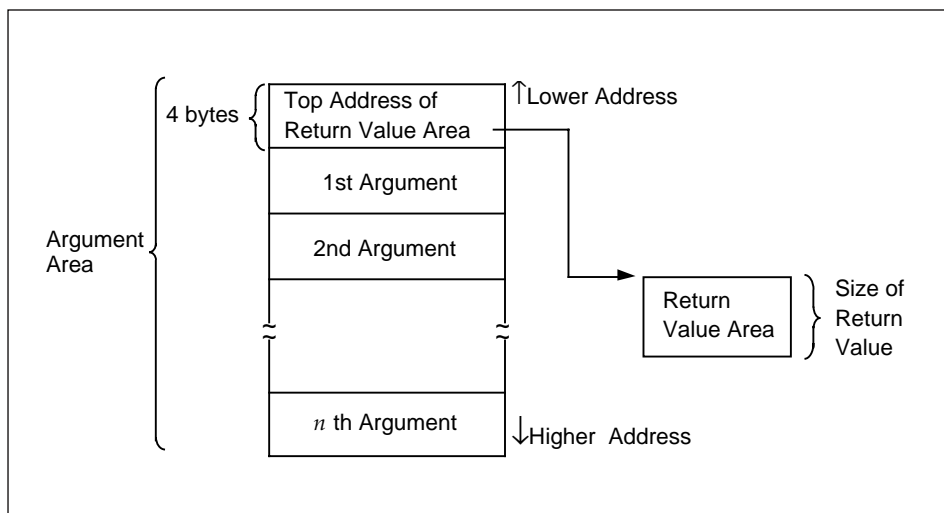 Top Address of
Return Value Area
↑Lower Address
4 bytes
1st Argument
Argument
Area
2nd Argument
Return
Value Area
Size of
Return
Value
n th Argument
↓Higher Address